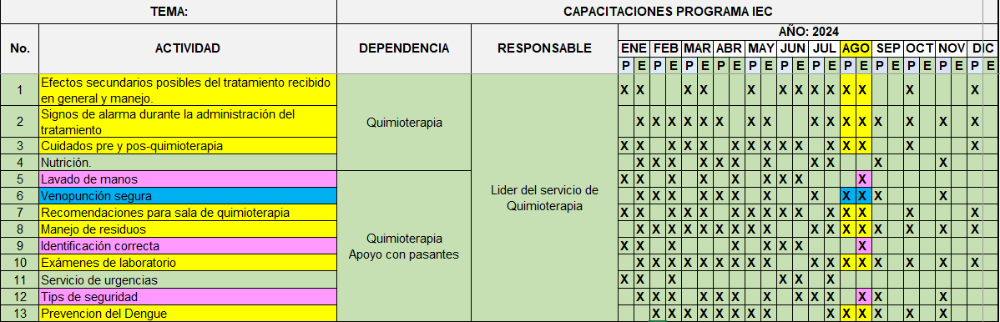 TEMA: CAPACITACIONES PROGRAMA IEC
No. ACTIVIDAD DEPENDENCIA RESPONSABLE AÑO: 2024
ENE FEB MAR ABR MAY JUN JUL AGO SEP OCT NOV DIC
P E P E P E P E P E P E P E P E P E P E P E P E
1 Efectos secundarios posibles del tratamiento recibido
en general y manejo. X X X X X X X X X X X X X
2 Signos de alarma durante la administración del
tratamiento X X X X X X X X X X X X X X X X
Quimioterapia
3 Cuidados pre y pos-quimioterapia X X X X X X X X X X X X X X
4 Nutrición. X X X X X X X X X X X
5 Lavado de manos X X X X X X X X X
6 Venopunción segura X X X X X X X X X X X
Lider del servicio de
Quimioterapia
7 Recomendaciones para sala de quimioterapia X X X X X X X X X X X X X X
8 Manejo de residuos X X X X X X X X X X X X X X X X
9 Identificación correcta X X X X X X X X
Quimioterapia
Apoyo con pasantes
10 Exámenes de laboratorio X X X X X X X X X X X X X X X X
11 Servicio de urgencias X X X X X X
12 Tips de seguridad X X X X X X X X X X X X X
13 Prevencion del Dengue X X X X X X X X X X X X X